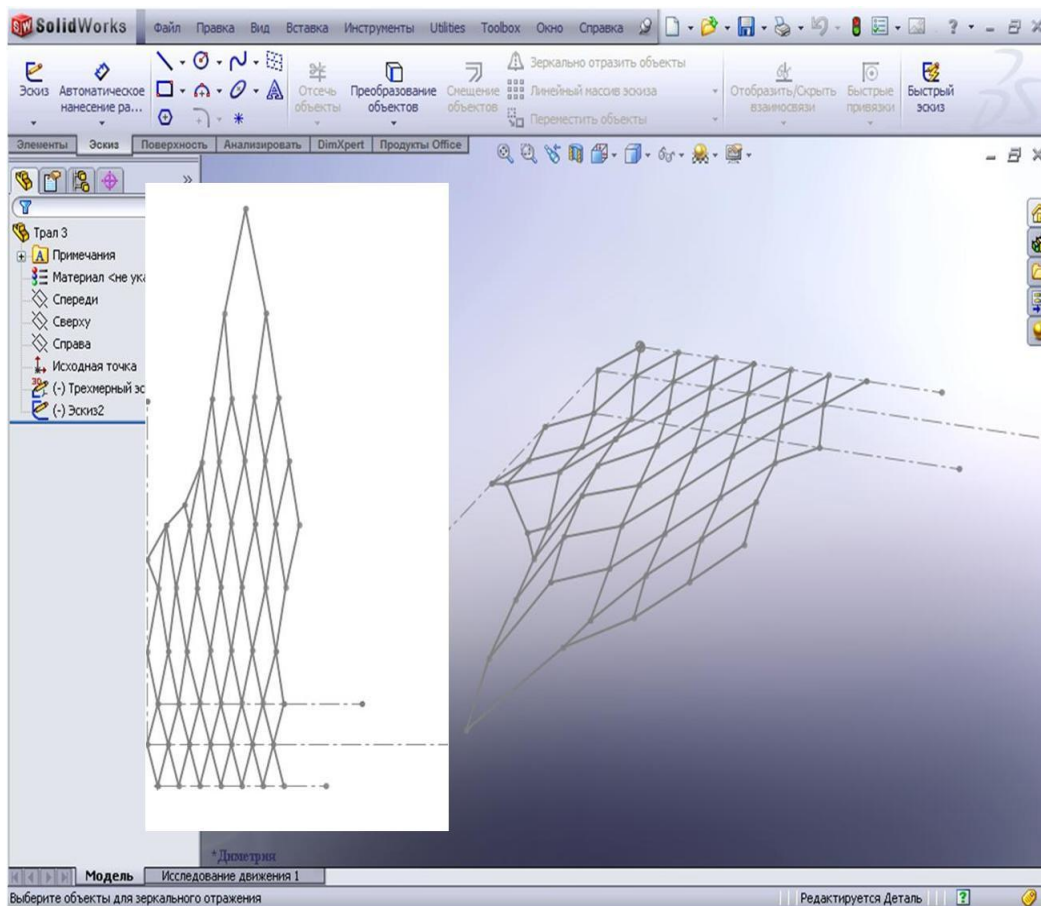 SolidWorks Файл Правка Вид Вставка Инструменты Utilities Toolbox Окно Справка
Эскиз
Автоматическое нанесение ра...
Отсечь объекты
Преобразование объектов
Смещение объектов
Зеркально отразить объекты
Линейный массив эскиза
Переместить объекты
Отобразить/Скрыть взаимосвязи
Быстрые привязки
Быстрый эскиз
Элементы Эскиз Поверхность Анализировать DimXpert Продукты Office
Трал 3
Примечания
Материал <не ука
Спереди
Сверху
Справа
Исходная точка
(-) Трехмерный эс
(-) Эскиз2
*Диметрия
Модель Исследование движения 1
Выберите объекты для зеркального отражения Редактируется Деталь